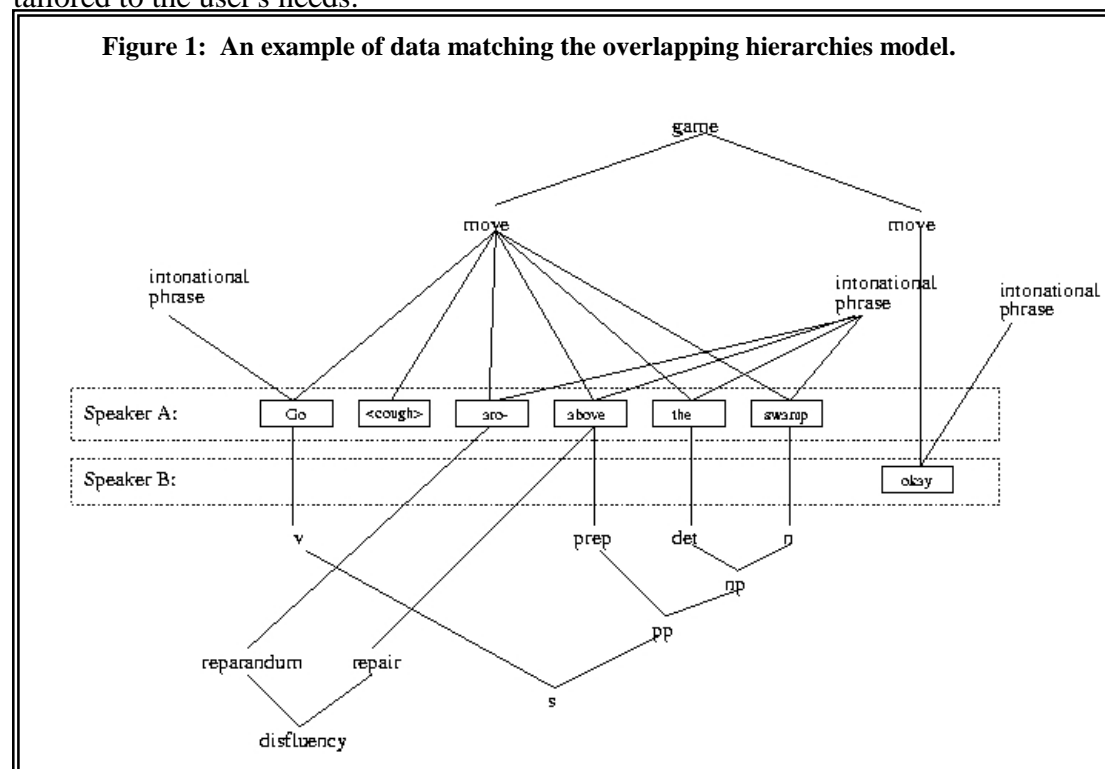 tailored to the user's needs.
Figure 1: An example of data matching the overlapping hierarchies model.
game
move move
intonational
phrase
intonational
phrase
intonational
phrase
Speaker A: Go <cough> aro- above the swamp
Speaker B: okay
v prep det n
np
pp
reparandum repair
s
disfluency